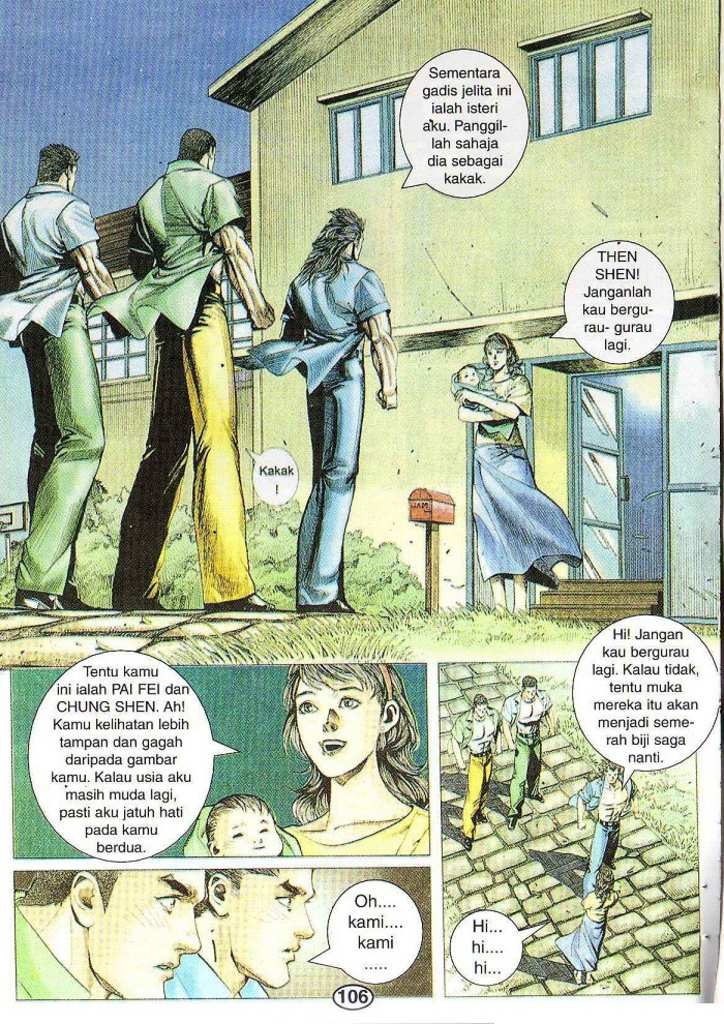 Sementara
gadis jelita ini
ialah isteri
aku. Panggil-
lah sahaja
dia sebagai
kakak.
THEN
SHEN!
Janganlah
kau bergu-
rau- gurau
lagi.
Kakak
!
Tentu kamu
ini ialah PAI FEI dan
CHUNG SHEN. Ah!
Kamu kelihatan lebih
tampan dan gagah
daripada gambar
kamu. Kalau usia aku
masih muda lagi,
pasti aku jatuh hati
pada kamu
berdua.
Hi! Jangan
kau bergurau
lagi. Kalau tidak,
tentu muka
mereka itu akan
menjadi seme-
rah biji saga
nanti.
Oh....
kami....
kami
.....
Hi...
hi....
hi...
106